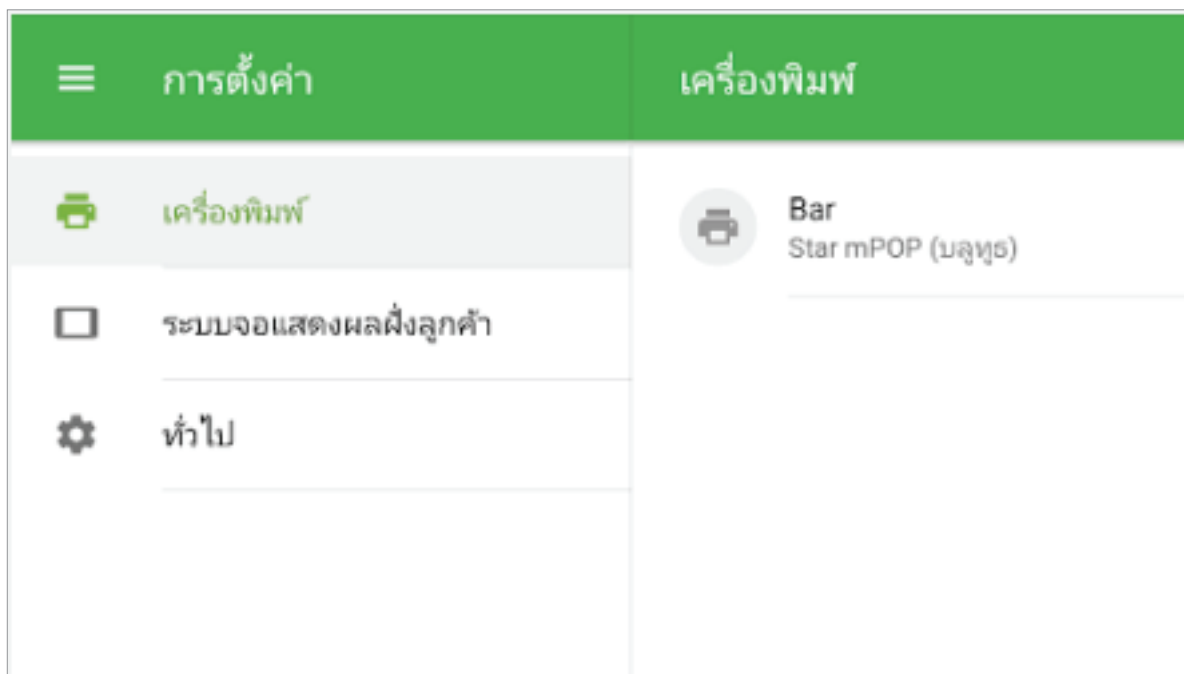 การตั้งค่า
เครื่องพิมพ์
ระบบจอแสดงผลฝั่งลูกค้า
ทั่วไป
เครื่องพิมพ์
Bar
Star mPOP (บลูทูธ)